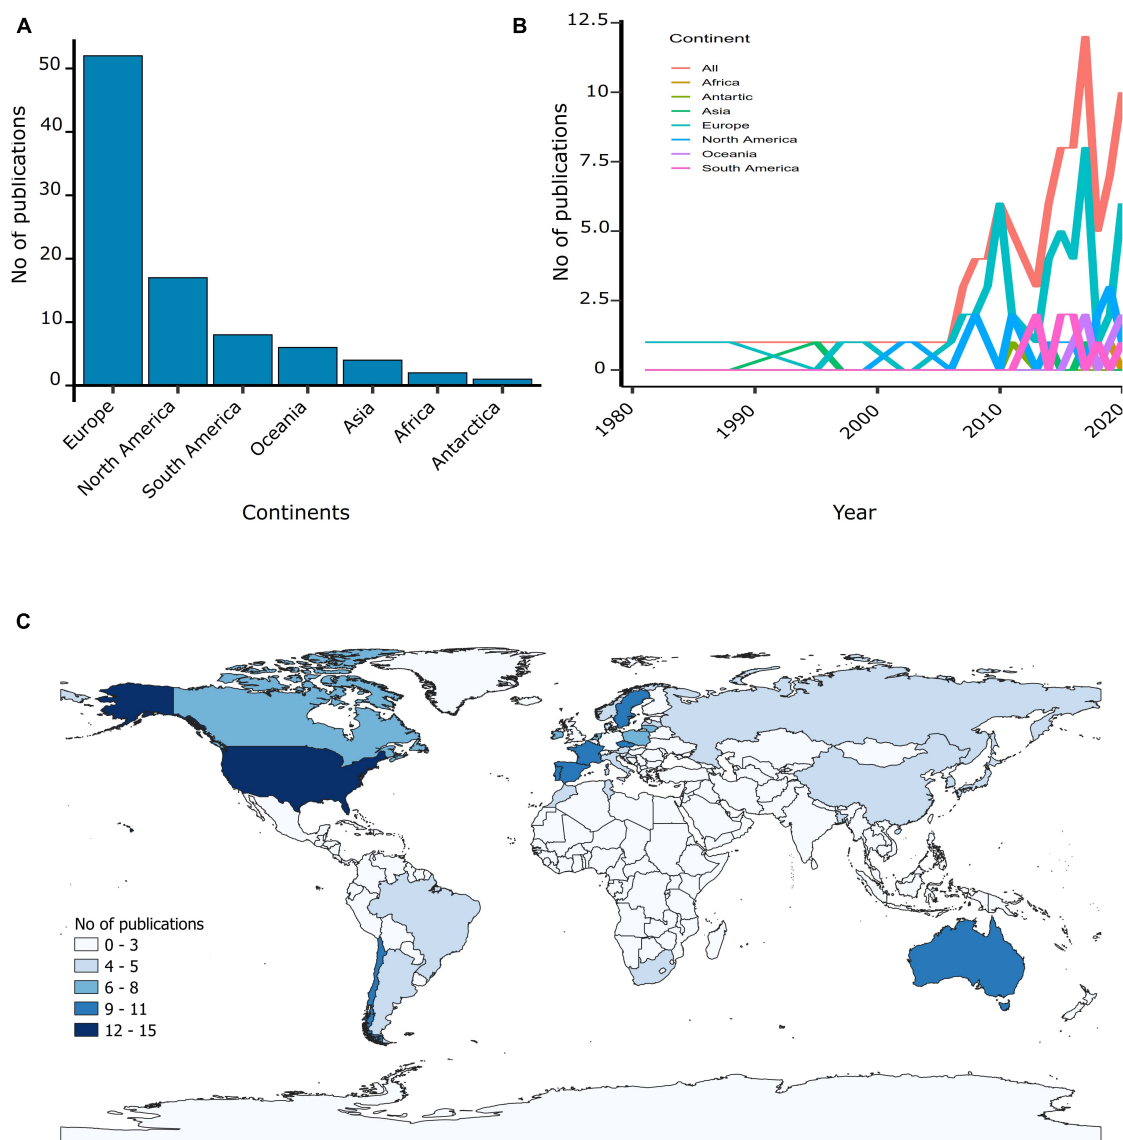 A
No of publications
50
40
30
20
10
0
Europe
North America
South America
Oceania
Asia
Africa
Antarctica
Continents
B
No of publications
12.5
10
7.5
5.0
2.5
0
Continent
All
Africa
Antartic
Asia
Europe
North America
Oceania
South America
1980
1990
2000
2010
2020
Year
C
No of publications
0 - 3
4 - 5
6 - 8
9 - 11
12 - 15